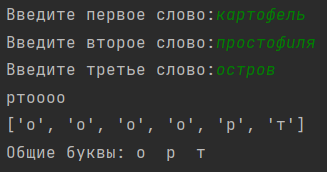 Введите первое слово:картофель
Введите второе слово:простофиля
Введите третье слово:остров
ртоооо
['о', 'о', 'о', 'о', 'р', 'т']
Общие буквы: о  р  т